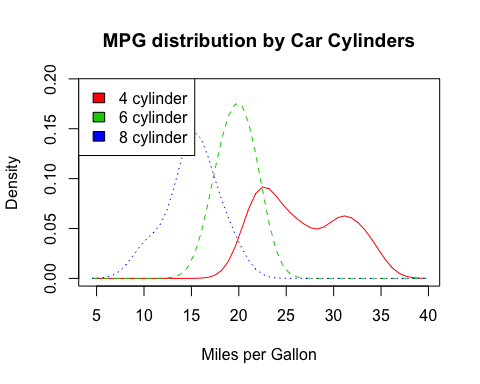 MPG distribution by Car Cylinders
4 cylinder
6 cylinder
8 cylinder
Density
0.00 0.05 0.10 0.15 0.20
5 10 15 20 25 30 35 40
Miles per Gallon